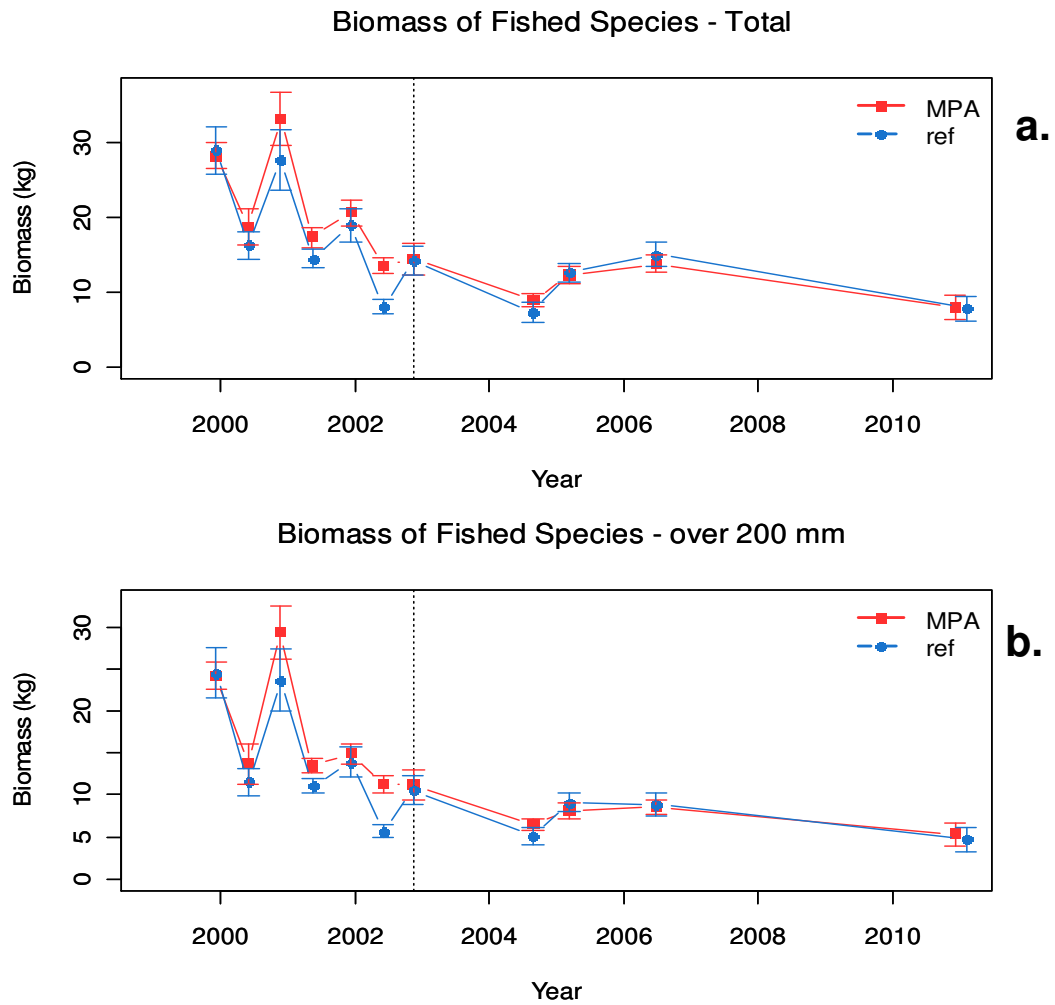 Biomass of Fished Species - Total
MPA
ref
a.
Biomass (kg)
30
20
10
0
2000 2002 2004 2006 2008 2010
Year
Biomass of Fished Species - over 200 mm
MPA
ref
b.
Biomass (kg)
30
20
10
5
0
2000 2002 2004 2006 2008 2010
Year